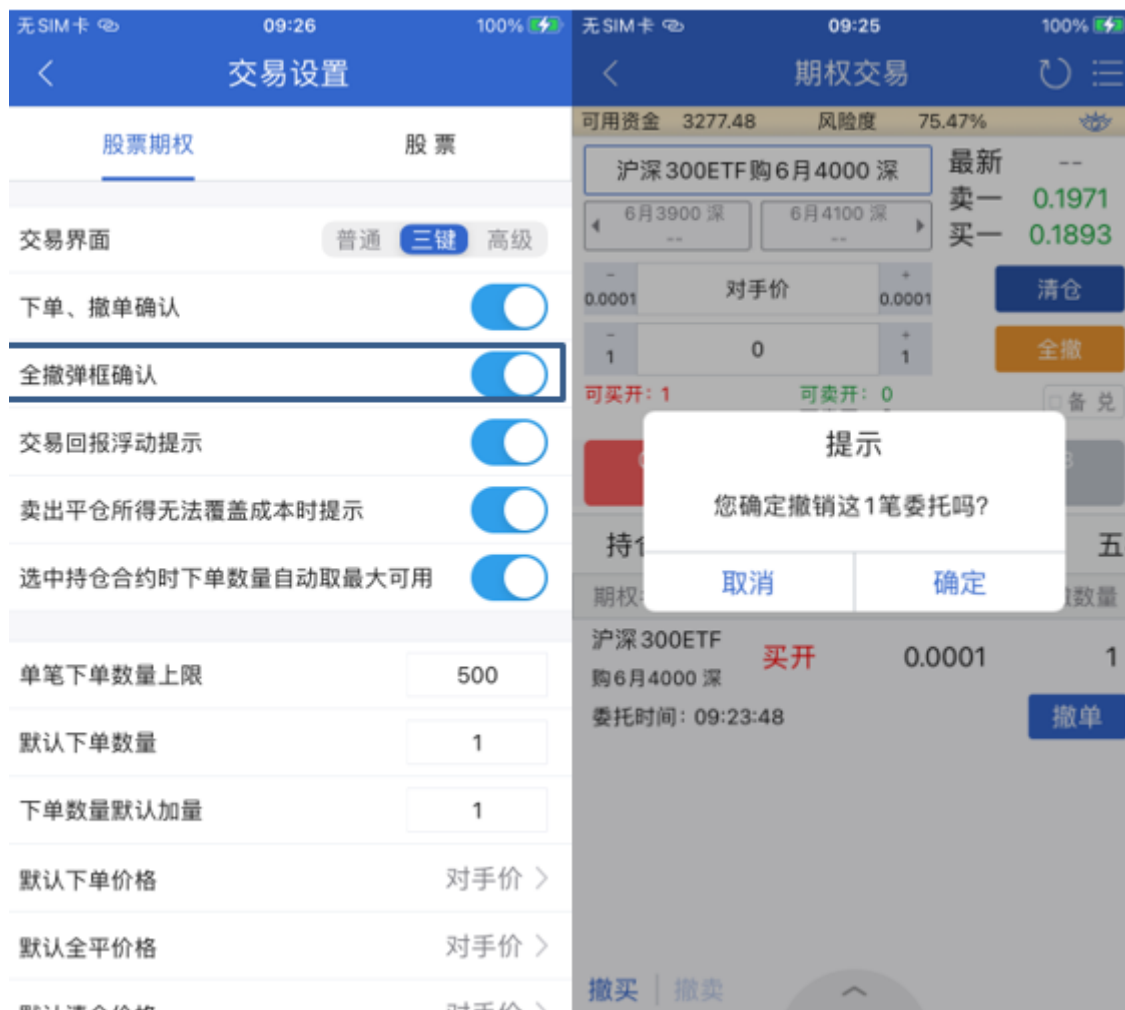 无SIM卡 09:26 100%
交易设置
股票期权 股 票
交易界面 普通 三键 高级
下单、撤单确认
全撤弹框确认
交易回报浮动提示
卖出平仓所得无法覆盖成本时提示
选中持仓合约时下单数量自动取最大可用
单笔下单数量上限 500
默认下单数量 1
下单数量默认加量 1
默认下单价格 对手价
默认全平价格 对手价
无SIM卡 09:25 100%
期权交易
可用资金 3277.48 风险度 75.47%
沪深300ETF购6月4000 深
最新 --
卖一 0.1971
买一 0.1893
6月3900 深 --
6月4100 深 --
- 0.0001 对手价 + 0.0001
清仓
- 1 0 + 1
全撤
可买开: 1 可卖开: 0
备 兑
提示
您确定撤销这1笔委托吗?
取消 确定
持 五
期权 数量
沪深300ETF
购6月4000 深
买开 0.0001 1
委托时间: 09:23:48 撤单
撤买 撤卖